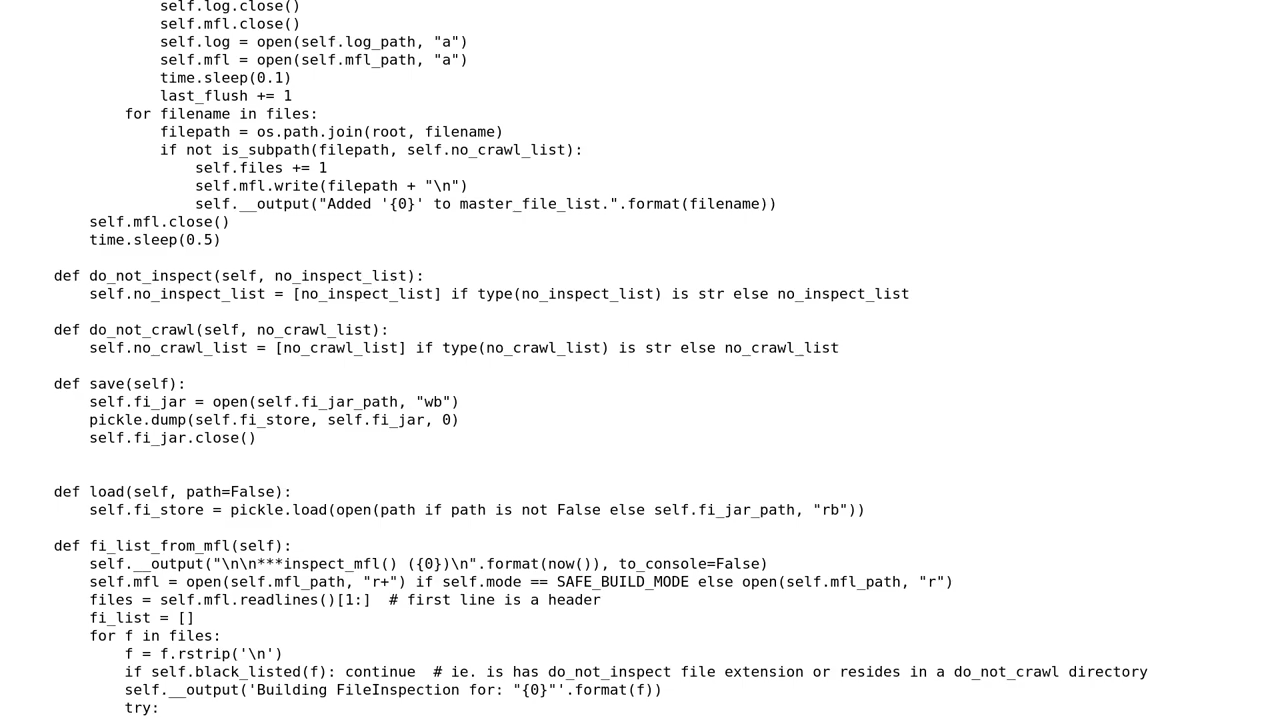 self.log.close()
self.mfl.close()
self.log = open(self.log_path, "a")
self.mfl = open(self.mfl_path, "a")
time.sleep(0.1)
last_flush += 1
for filename in files:
filepath = os.path.join(root, filename)
if not is_subpath(filepath, self.no_crawl_list):
self.files += 1
self.mfl.write(filepath + "\n")
self.__output("Added '{0}' to master_file_list.".format(filename))
self.mfl.close()
time.sleep(0.5)
def do_not_inspect(self, no_inspect_list):
self.no_inspect_list = [no_inspect_list] if type(no_inspect_list) is str else no_inspect_list
def do_not_crawl(self, no_crawl_list):
self.no_crawl_list = [no_crawl_list] if type(no_crawl_list) is str else no_crawl_list
def save(self):
self.fi_jar = open(self.fi_jar_path, "wb")
pickle.dump(self.fi_store, self.fi_jar, 0)
self.fi_jar.close()
def load(self, path=False):
self.fi_store = pickle.load(open(path if path is not False else self.fi_jar_path, "rb"))
def fi_list_from_mfl(self):
self.__output("\n\n***inspect_mfl() ({0})\n".format(now()), to_console=False)
self.mfl = open(self.mfl_path, "r+") if self.mode == SAFE_BUILD_MODE else open(self.mfl_path, "r")
files = self.mfl.readlines()[1:]  # first line is a header
fi_list = []
for f in files:
f = f.rstrip('\n')
if self.black_listed(f): continue  # ie. is has do_not_inspect file extension or resides in a do_not_crawl directory
self.__output('Building FileInspection for: "{0}"'.format(f))
try: